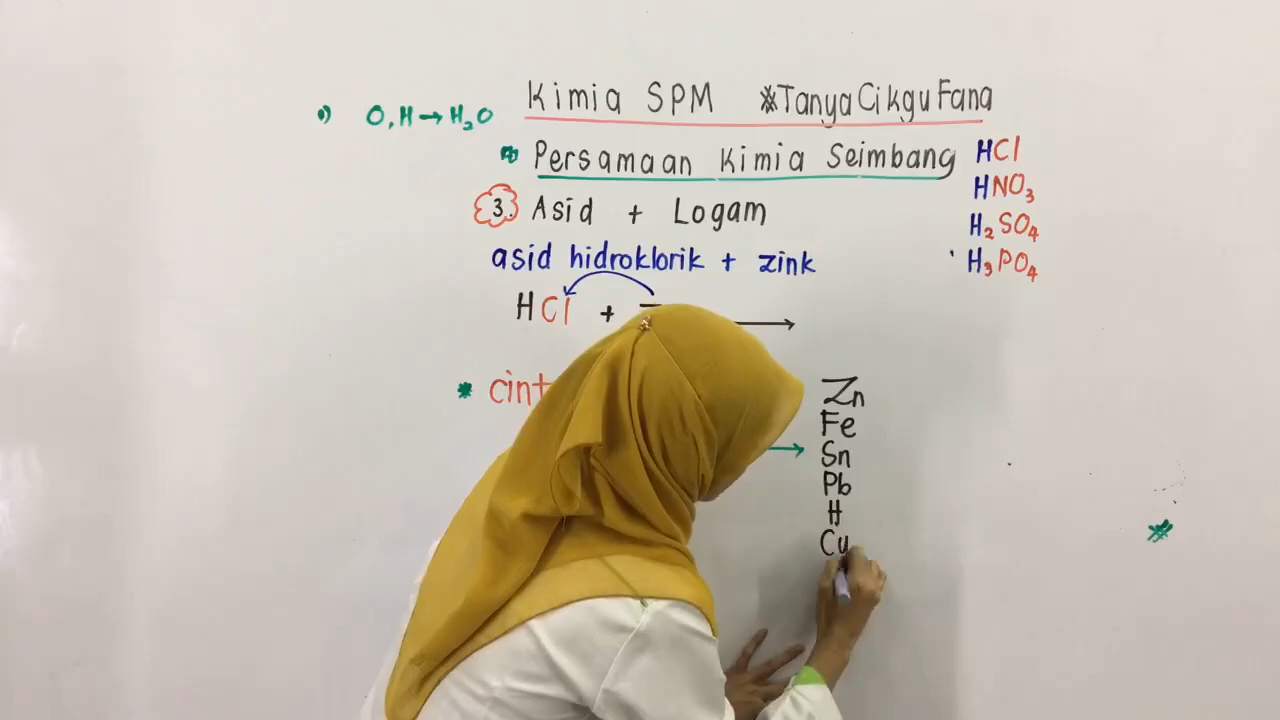 Kimia SPM *Tanya Cikgu Fana
1) O, H → H₂O
* Persamaan Kimia Seimbang
3. Asid + Logam
asid hidroklorik + zink
HCl + →
HCl
HNO₃
H₂SO₄
H₃PO₄
*
→
Zn
Fe
Sn
Pb
H
Cu
*